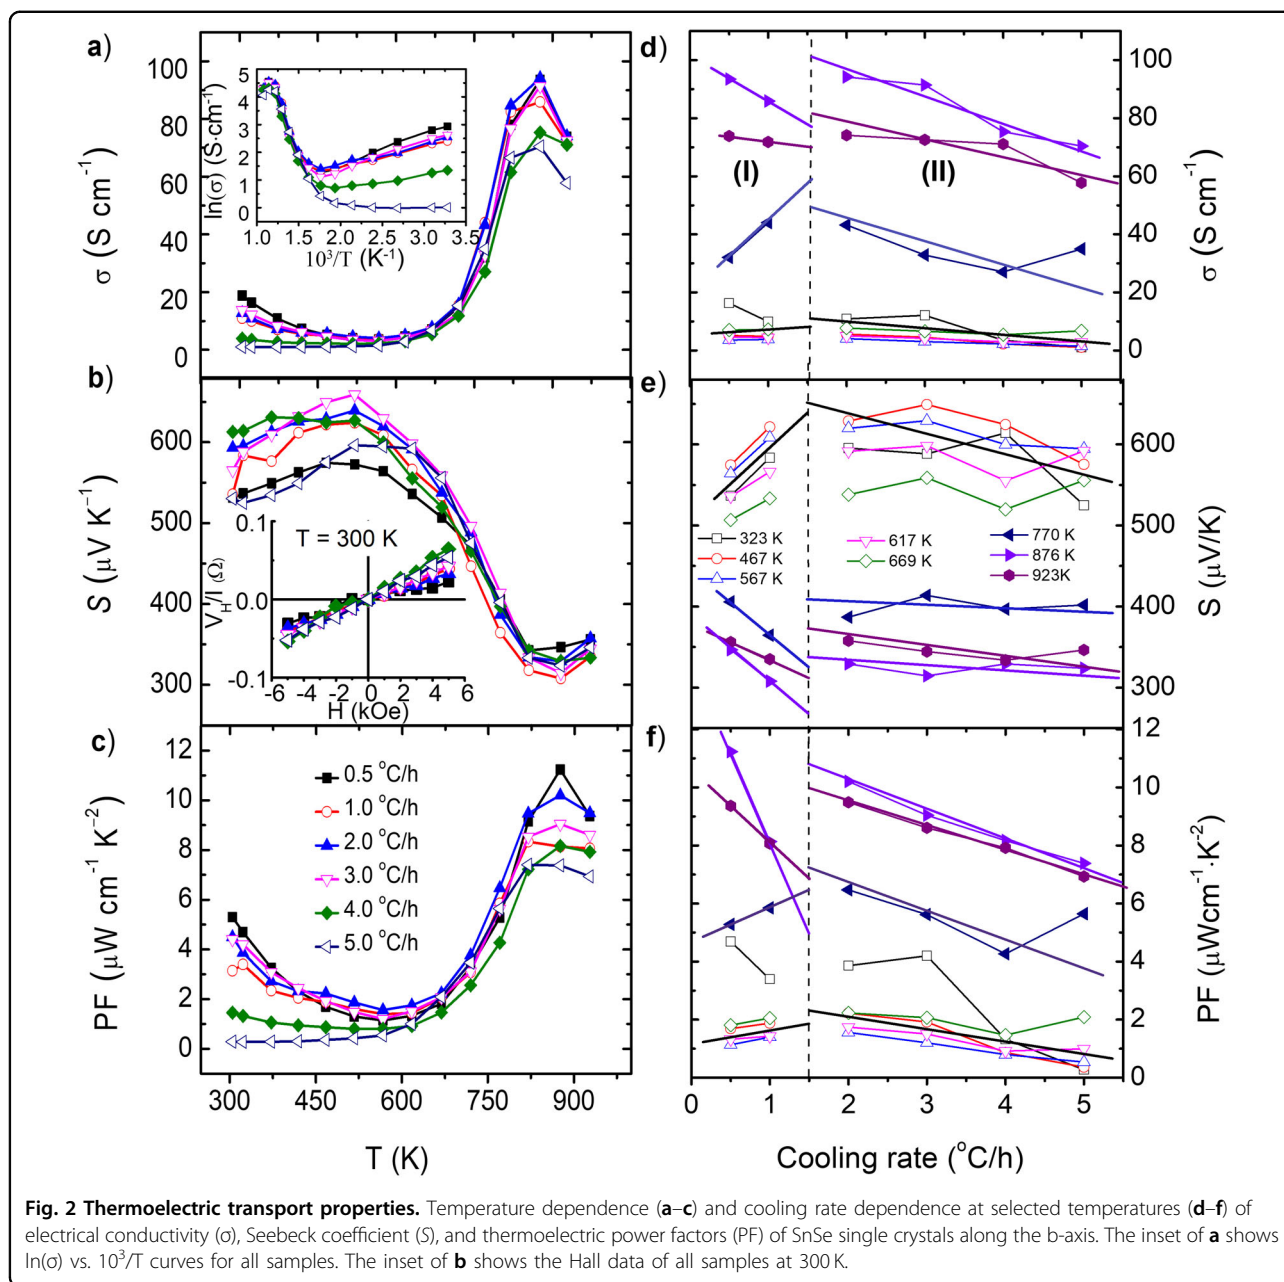 a)
σ (S cm⁻¹)
100
80
60
40
20
0
ln(σ) (S·cm⁻¹)
5
4
3
2
1
0
1.0 1.5 2.0 2.5 3.0 3.5
10³/T (K⁻¹)
b)
S (μV K⁻¹)
600
500
400
300
V_H/I (Ω)
0.1
0.0
-0.1
T = 300 K
-6 -4 -2 0 2 4 6
H (kOe)
c)
PF (μW cm⁻¹ K⁻²)
12
10
8
6
4
2
0
0.5 °C/h
1.0 °C/h
2.0 °C/h
3.0 °C/h
4.0 °C/h
5.0 °C/h
300 450 600 750 900
T (K)
d)
(I)
(II)
100
80
60
40
20
0
σ (S cm⁻¹)
e)
323 K
467 K
567 K
617 K
669 K
770 K
876 K
923K
600
500
400
300
S (μV/K)
f)
12
10
8
6
4
2
0
PF (μWcm⁻¹·K⁻²)
0 1 2 3 4 5
Cooling rate (°C/h)
Fig. 2 Thermoelectric transport properties. Temperature dependence (a–c) and cooling rate dependence at selected temperatures (d–f) of
electrical conductivity (σ), Seebeck coefficient (S), and thermoelectric power factors (PF) of SnSe single crystals along the b-axis. The inset of a shows
ln(σ) vs. 10³/T curves for all samples. The inset of b shows the Hall data of all samples at 300 K.